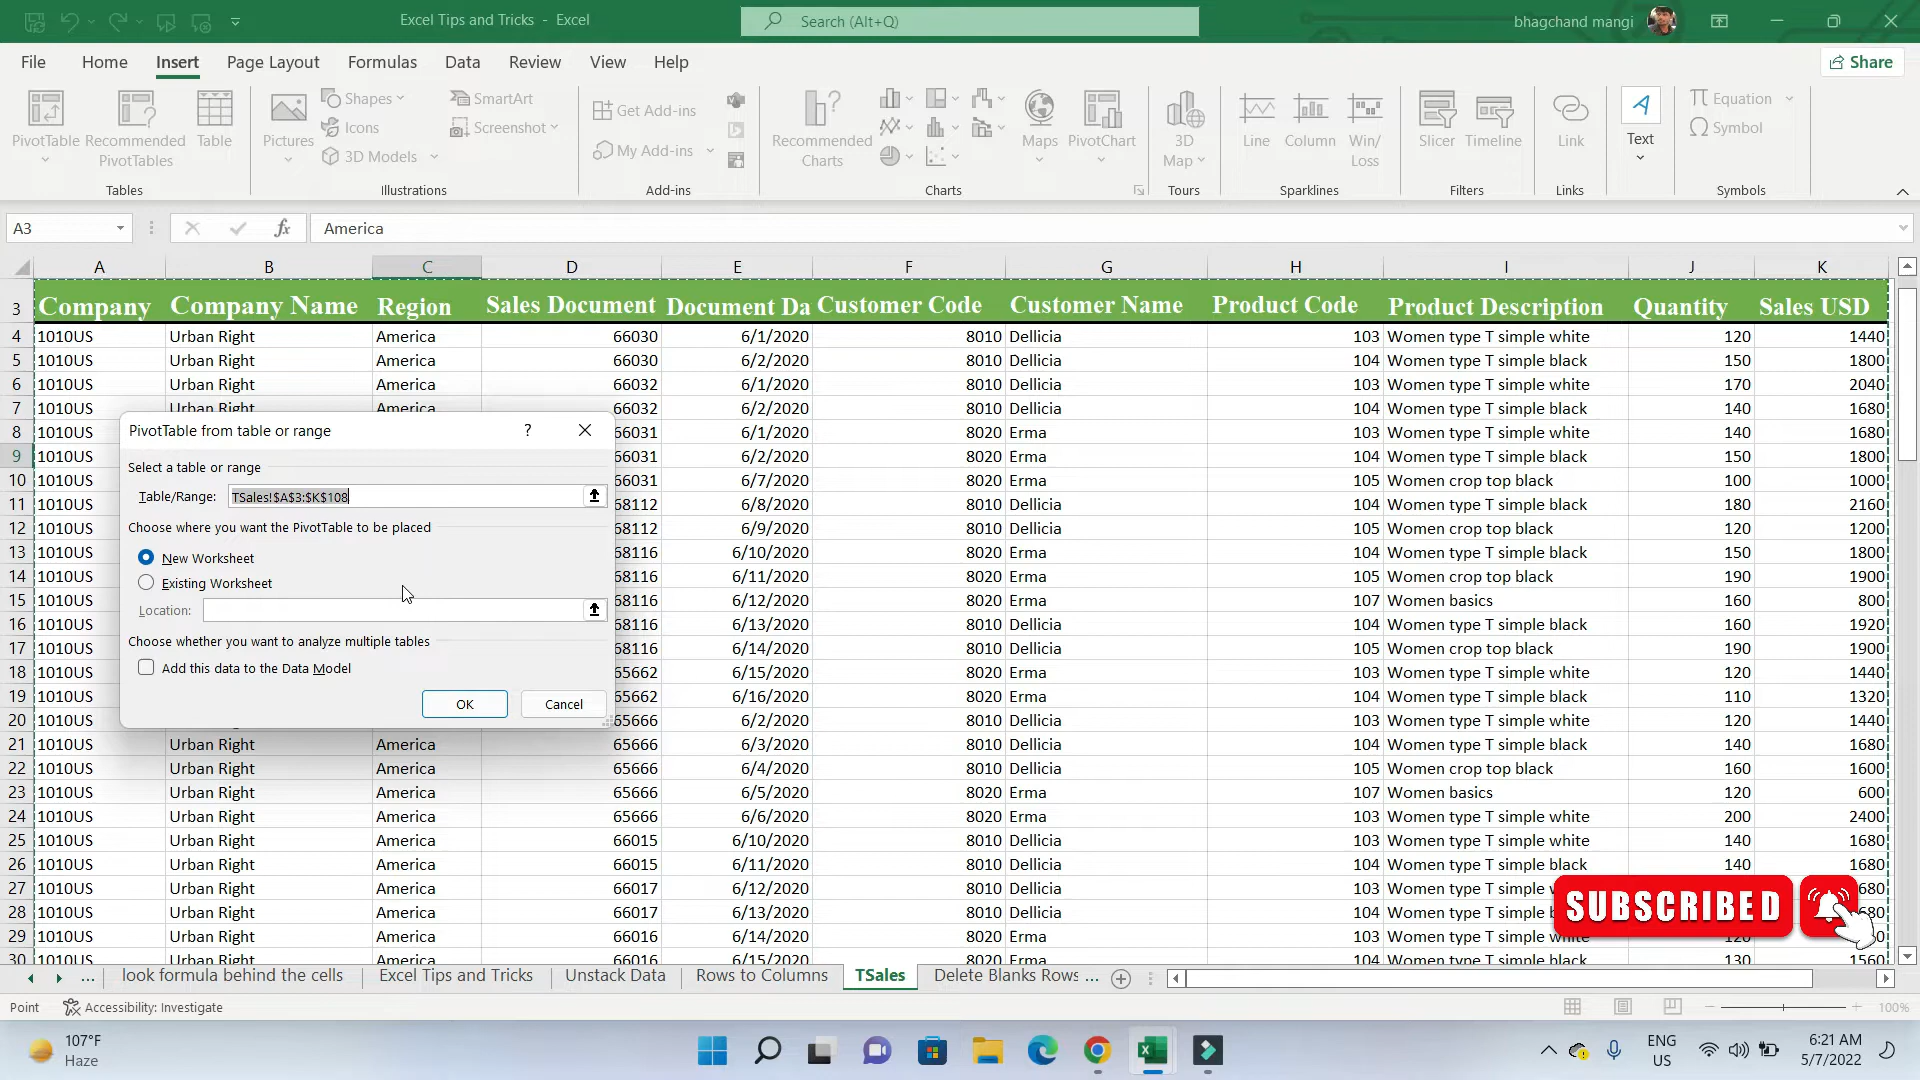 Excel Tips and Tricks - Excel
Search (Alt+Q)
bhagchand mangi
File Home Insert Page Layout Formulas Data Review View Help
Share
PivotTable
Recommended PivotTables
Table
Pictures
Shapes
Icons
3D Models
SmartArt
Screenshot
Get Add-ins
My Add-ins
Recommended Charts
Maps
PivotChart
3D Map
Line
Column
Win/ Loss
Slicer
Timeline
Link
Text
Equation
Symbol
Tables Illustrations Add-ins Charts Tours Sparklines Filters Links Symbols
A3
fx
America
A B C D E F G H I J K
3 Company Company Name Region Sales Document Document Da Customer Code Customer Name Product Code Product Description Quantity Sales USD
4 1010US Urban Right America 66030 6/1/2020 8010 Dellicia 103 Women type T simple white 120 1440
5 1010US Urban Right America 66030 6/2/2020 8010 Dellicia 104 Women type T simple black 150 1800
6 1010US Urban Right America 66032 6/1/2020 8010 Dellicia 103 Women type T simple white 170 2040
7 1010US Urban Right America 66032 6/2/2020 8010 Dellicia 104 Women type T simple black 140 1680
8 1010US 66031 6/1/2020 8020 Erma 103 Women type T simple white 140 1680
9 1010US 66031 6/2/2020 8020 Erma 104 Women type T simple black 150 1800
10 1010US 66031 6/7/2020 8020 Erma 105 Women crop top black 100 1000
11 1010US 68112 6/8/2020 8010 Dellicia 104 Women type T simple black 180 2160
12 1010US 68112 6/9/2020 8010 Dellicia 105 Women crop top black 120 1200
13 1010US 68116 6/10/2020 8020 Erma 104 Women type T simple black 150 1800
14 1010US 68116 6/11/2020 8020 Erma 105 Women crop top black 190 1900
15 1010US 68116 6/12/2020 8020 Erma 107 Women basics 160 800
16 1010US 68116 6/13/2020 8020 Erma 104 Women type T simple black 160 1920
17 1010US 68116 6/14/2020 8020 Erma 105 Women crop top black 190 1900
18 1010US 65662 6/15/2020 8020 Erma 103 Women type T simple white 120 1440
19 1010US 65662 6/16/2020 8020 Erma 104 Women type T simple black 110 1320
20 1010US 65666 6/2/2020 8010 Dellicia 103 Women type T simple white 120 1440
21 1010US Urban Right America 65666 6/3/2020 8010 Dellicia 104 Women type T simple black 140 1680
22 1010US Urban Right America 65666 6/4/2020 8010 Dellicia 105 Women crop top black 160 1600
23 1010US Urban Right America 65666 6/5/2020 8020 Erma 107 Women basics 120 600
24 1010US Urban Right America 65666 6/6/2020 8020 Erma 103 Women type T simple white 200 2400
25 1010US Urban Right America 66015 6/10/2020 8010 Dellicia 103 Women type T simple white 140 1680
26 1010US Urban Right America 66015 6/11/2020 8010 Dellicia 104 Women type T simple black 140 1680
27 1010US Urban Right America 66017 6/12/2020 8010 Dellicia 103 Women type T simple w 680
28 1010US Urban Right America 66017 6/13/2020 8010 Dellicia 104 Women type T simple b 80
29 1010US Urban Right America 66016 6/14/2020 8020 Erma 103 Women type T simple white 120 0
30 1010US Urban Right America 66016 6/15/2020 8020 Erma 104 Women type T simple black 130 1560
PivotTable from table or range ?
Select a table or range
Table/Range: TSales!$A$3:$K$108
Choose where you want the PivotTable to be placed
New Worksheet
Existing Worksheet
Location:
Choose whether you want to analyze multiple tables
Add this data to the Data Model
OK Cancel
SUBSCRIBED
... look formula behind the cells Excel Tips and Tricks Unstack Data Rows to Columns TSales Delete Blanks Rows ...
Point Accessibility: Investigate 100%
107°F
Haze
ENG
US
6:21 AM
5/7/2022